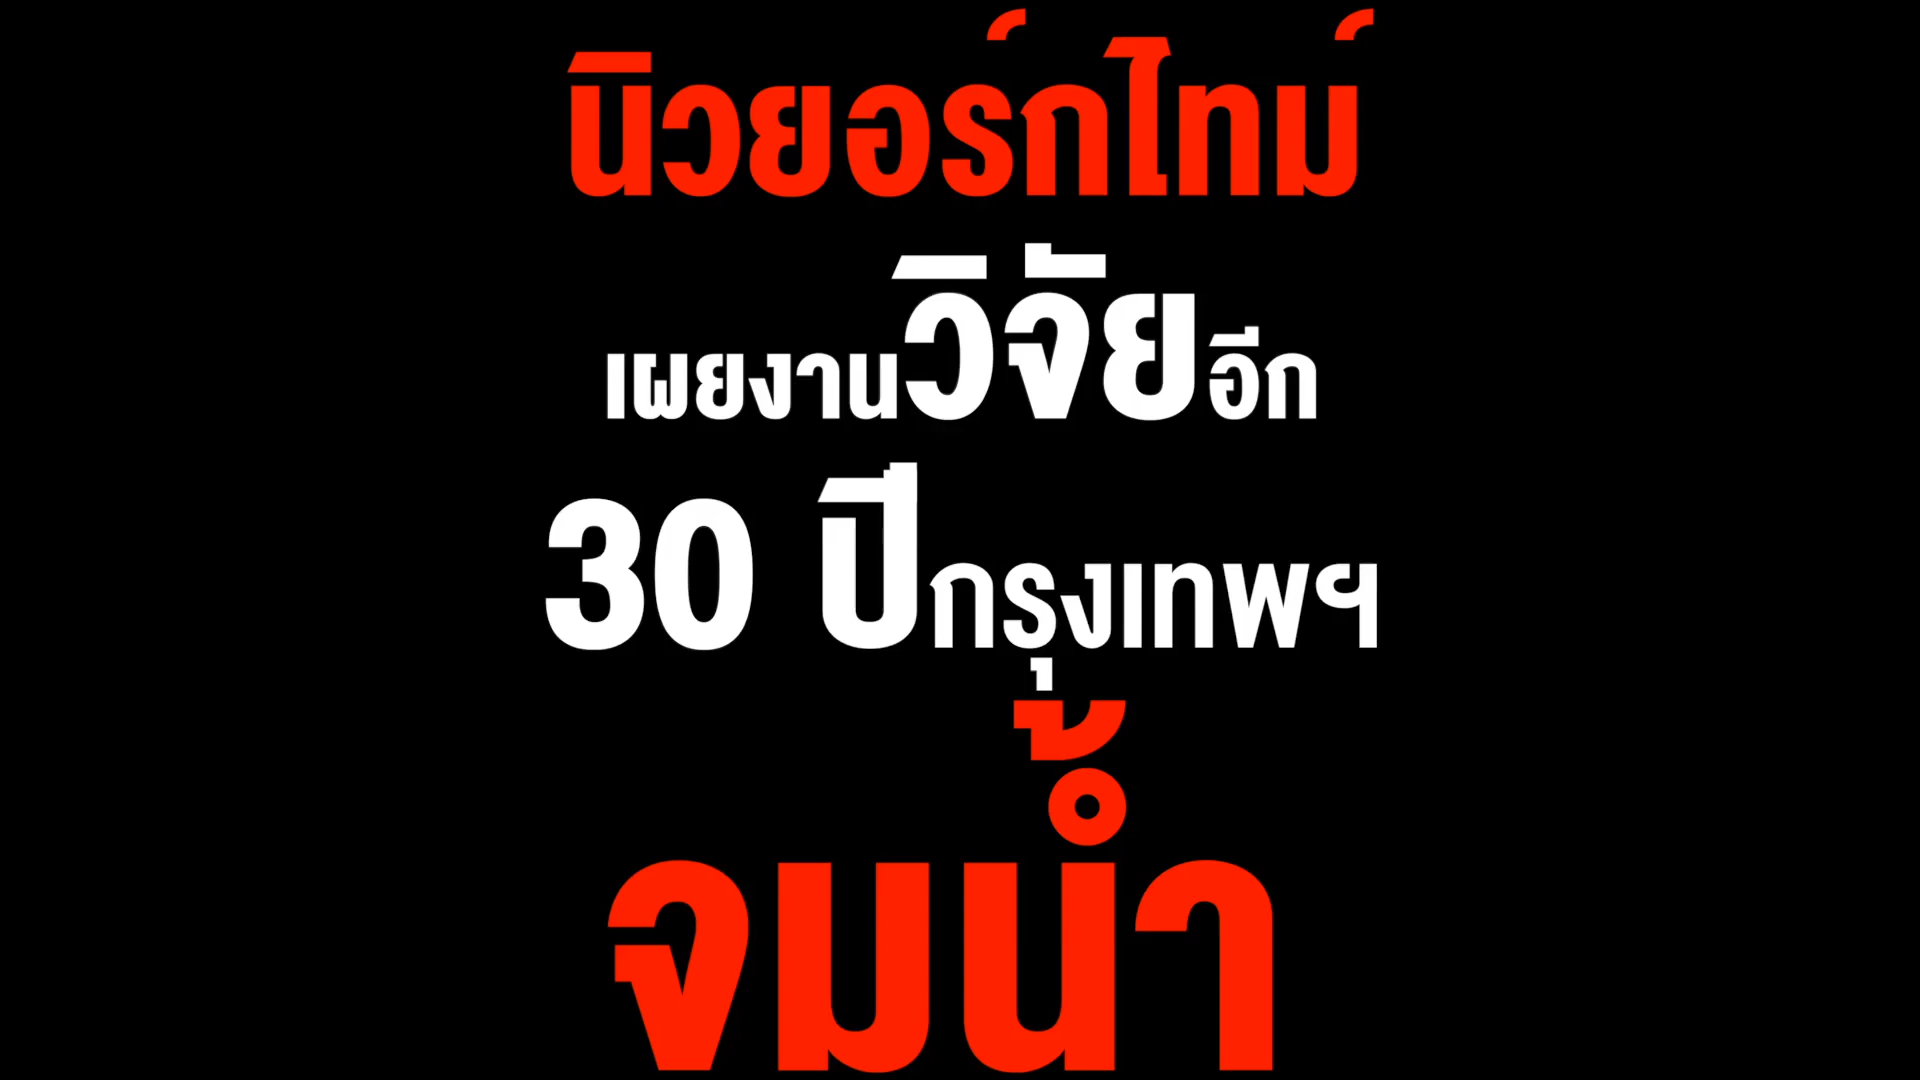 นิวยอร์กไทม์
เผยงานวิจัยอีก
30 ปีกรุงเทพฯ
จมน้ำ